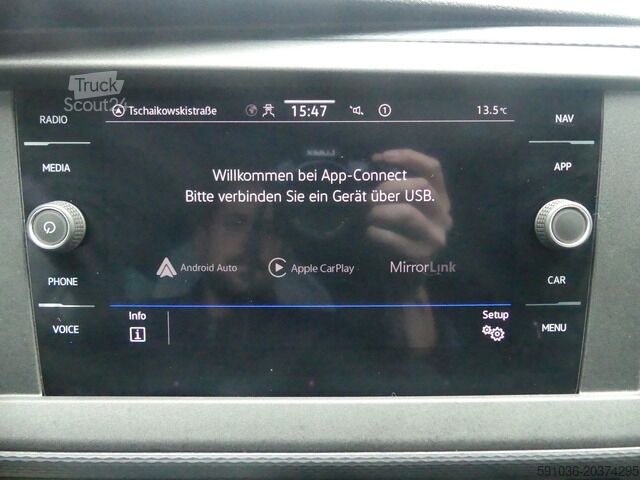 Truck
Scout24
Tschaikowskistraße
15:47
1
13.5°C
RADIO
NAV
MEDIA
APP
Willkommen bei App-Connect
Bitte verbinden Sie ein Gerät über USB.
Android Auto
Apple CarPlay
MirrorLink
PHONE
CAR
VOICE
Info
Setup
MENU
591036-20374295